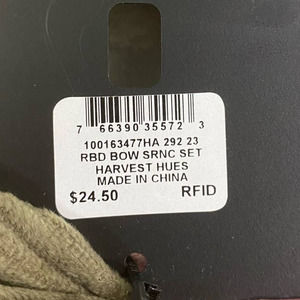 7 66390 35572 3
100163477HA 292 23
RBD BOW SRNC SET
HARVEST HUES
MADE IN CHINA
$24.50 RFID